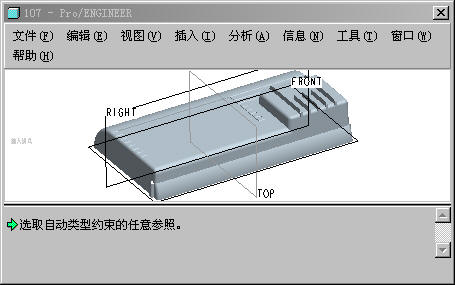 107 - Pro/ENGINEER
文件(F) 编辑(E) 视图(V) 插入(I) 分析(A) 信息(N) 工具(T) 窗口(W)
帮助(H)
FRONT
RIGHT
TOP
选取自动类型约束的任意参照。